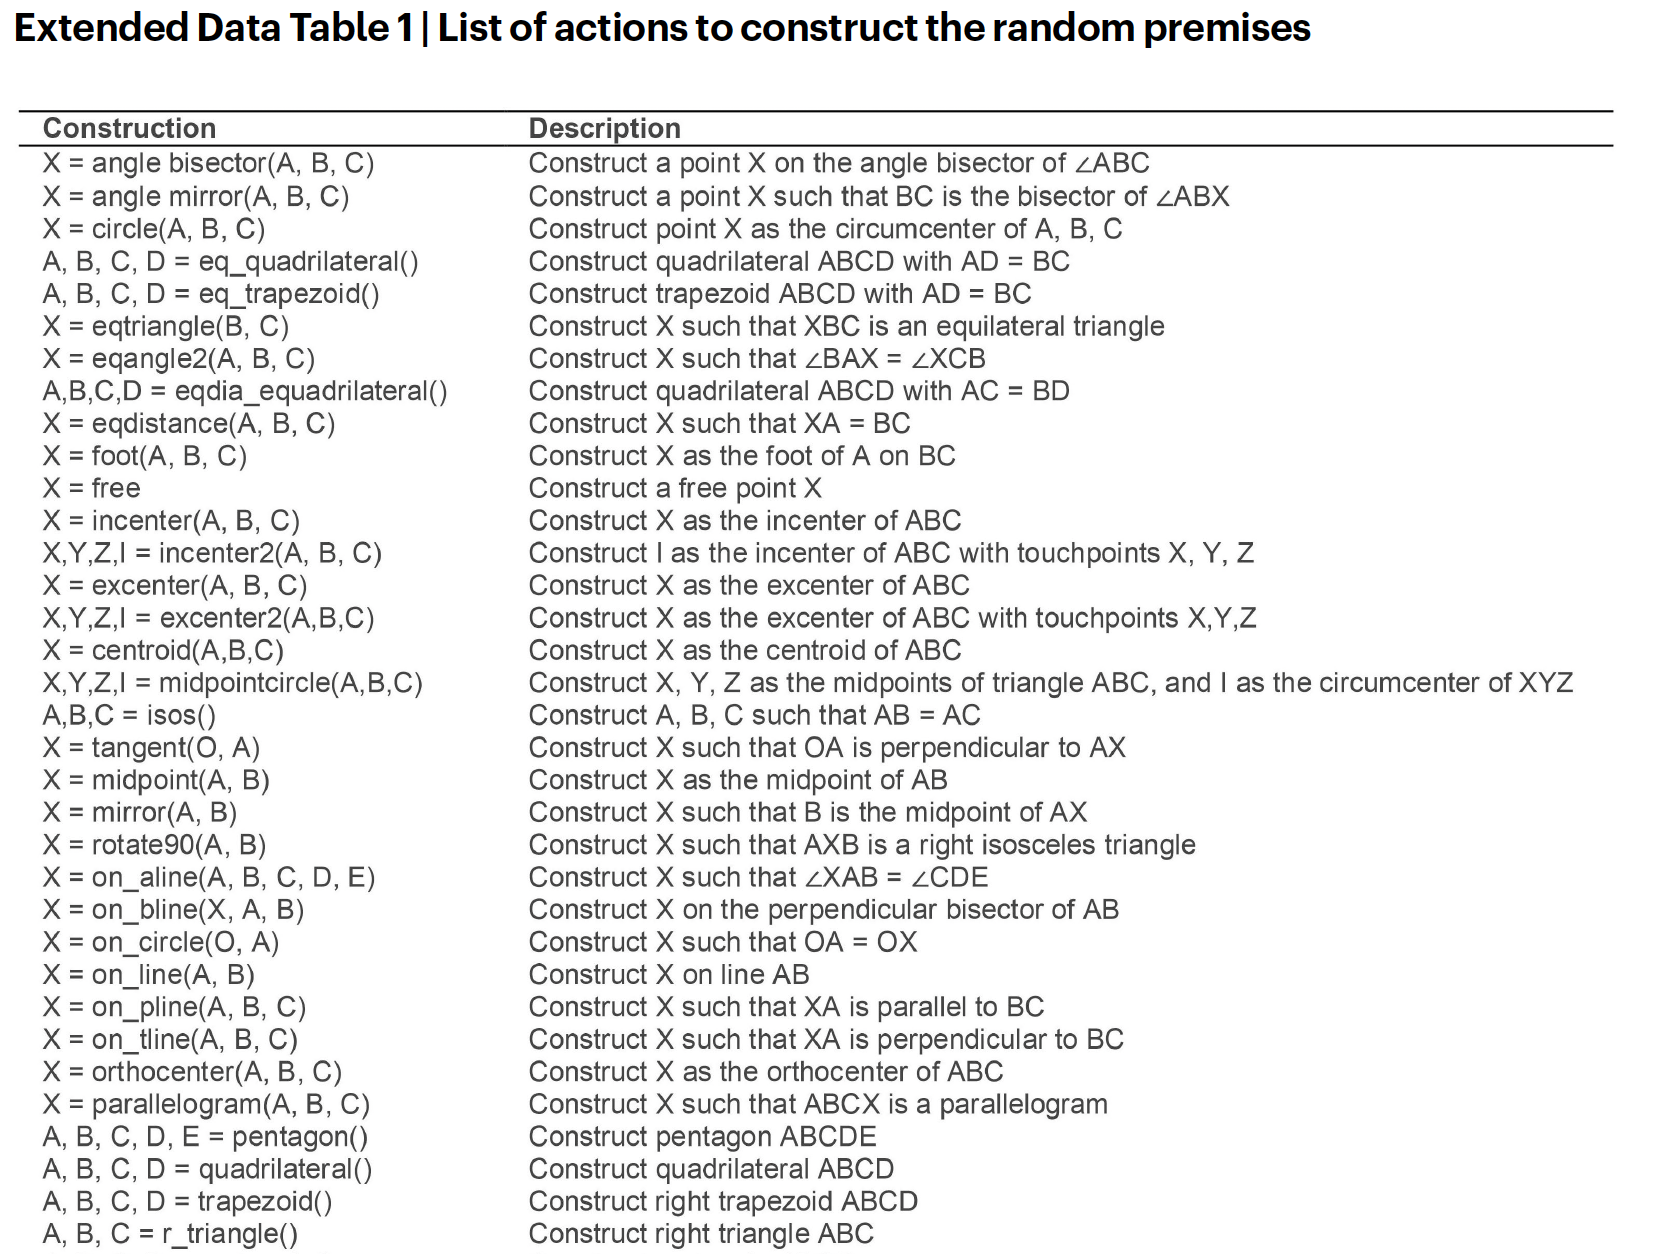 Extended Data Table 1 | List of actions to construct the random premises
Construction Description
X = angle bisector(A, B, C) Construct a point X on the angle bisector of ∠ABC
X = angle mirror(A, B, C) Construct a point X such that BC is the bisector of ∠ABX
X = circle(A, B, C) Construct point X as the circumcenter of A, B, C
A, B, C, D = eq_quadrilateral() Construct quadrilateral ABCD with AD = BC
A, B, C, D = eq_trapezoid() Construct trapezoid ABCD with AD = BC
X = eqtriangle(B, C) Construct X such that XBC is an equilateral triangle
X = eqangle2(A, B, C) Construct X such that ∠BAX = ∠XCB
A,B,C,D = eqdia_equadrilateral() Construct quadrilateral ABCD with AC = BD
X = eqdistance(A, B, C) Construct X such that XA = BC
X = foot(A, B, C) Construct X as the foot of A on BC
X = free Construct a free point X
X = incenter(A, B, C) Construct X as the incenter of ABC
X,Y,Z,I = incenter2(A, B, C) Construct I as the incenter of ABC with touchpoints X, Y, Z
X = excenter(A, B, C) Construct X as the excenter of ABC
X,Y,Z,I = excenter2(A,B,C) Construct X as the excenter of ABC with touchpoints X,Y,Z
X = centroid(A,B,C) Construct X as the centroid of ABC
X,Y,Z,I = midpointcircle(A,B,C) Construct X, Y, Z as the midpoints of triangle ABC, and I as the circumcenter of XYZ
A,B,C = isos() Construct A, B, C such that AB = AC
X = tangent(O, A) Construct X such that OA is perpendicular to AX
X = midpoint(A, B) Construct X as the midpoint of AB
X = mirror(A, B) Construct X such that B is the midpoint of AX
X = rotate90(A, B) Construct X such that AXB is a right isosceles triangle
X = on_aline(A, B, C, D, E) Construct X such that ∠XAB = ∠CDE
X = on_bline(X, A, B) Construct X on the perpendicular bisector of AB
X = on_circle(O, A) Construct X such that OA = OX
X = on_line(A, B) Construct X on line AB
X = on_pline(A, B, C) Construct X such that XA is parallel to BC
X = on_tline(A, B, C) Construct X such that XA is perpendicular to BC
X = orthocenter(A, B, C) Construct X as the orthocenter of ABC
X = parallelogram(A, B, C) Construct X such that ABCX is a parallelogram
A, B, C, D, E = pentagon() Construct pentagon ABCDE
A, B, C, D = quadrilateral() Construct quadrilateral ABCD
A, B, C, D = trapezoid() Construct right trapezoid ABCD
A, B, C = r_triangle() Construct right triangle ABC